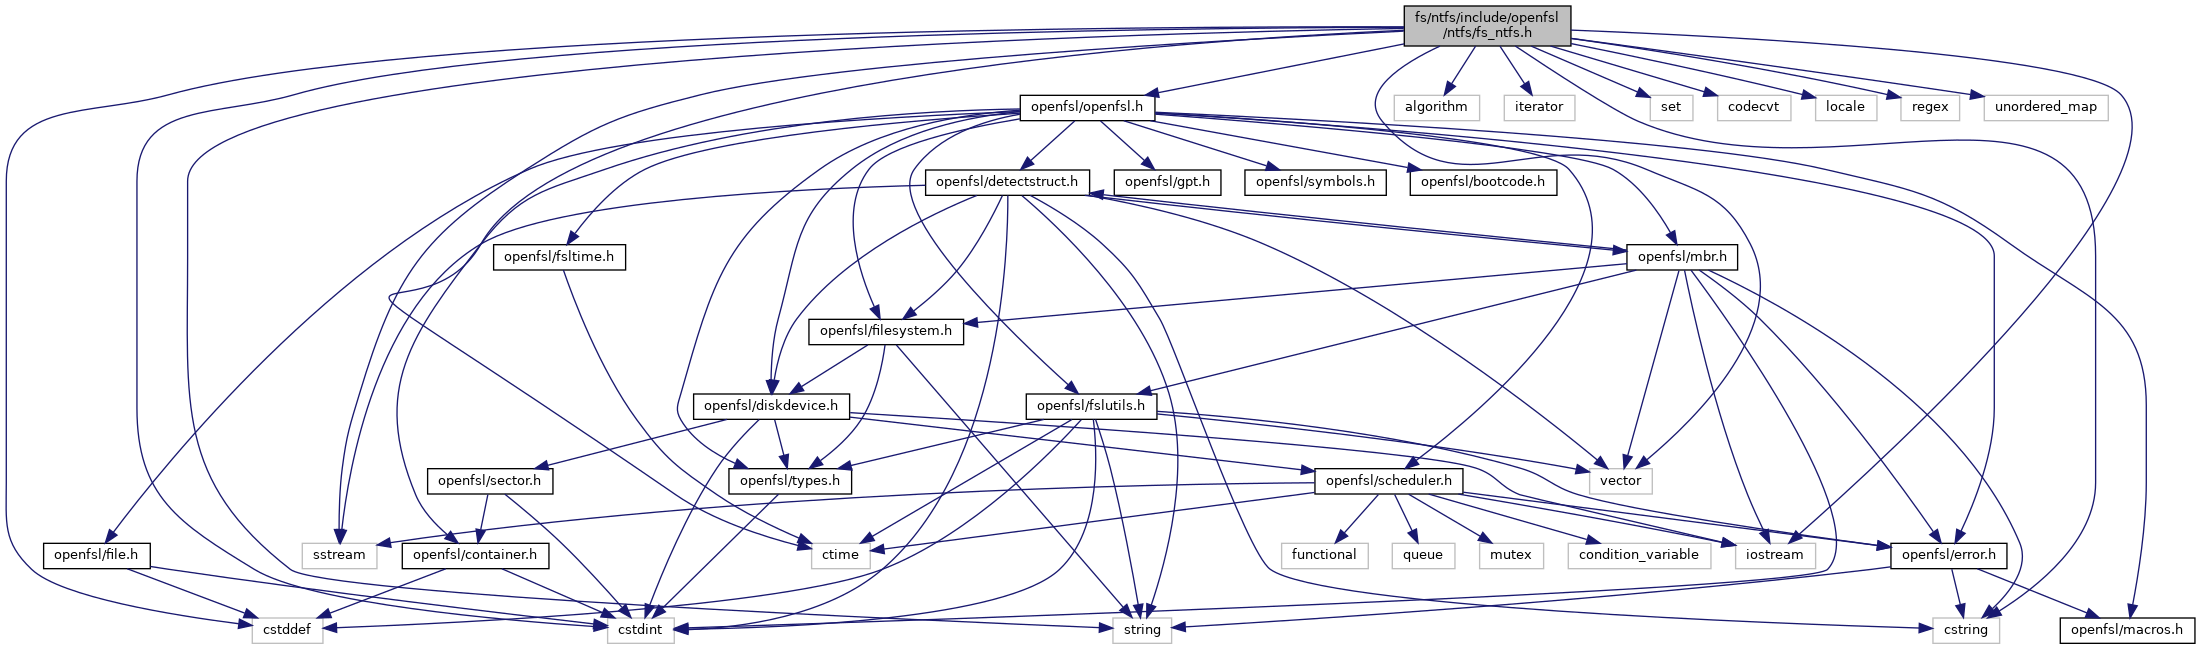 fs/ntfs/include/openfsl
/ntfs/fs_ntfs.h
openfsl/openfsl.h
algorithm
iterator
set
codecvt
locale
regex
unordered_map
openfsl/detectstruct.h
openfsl/gpt.h
openfsl/symbols.h
openfsl/bootcode.h
openfsl/fsltime.h
openfsl/mbr.h
openfsl/filesystem.h
openfsl/diskdevice.h
openfsl/fslutils.h
openfsl/sector.h
openfsl/types.h
openfsl/scheduler.h
vector
openfsl/file.h
sstream
openfsl/container.h
ctime
functional
queue
mutex
condition_variable
iostream
openfsl/error.h
cstddef
cstdint
string
cstring
openfsl/macros.h